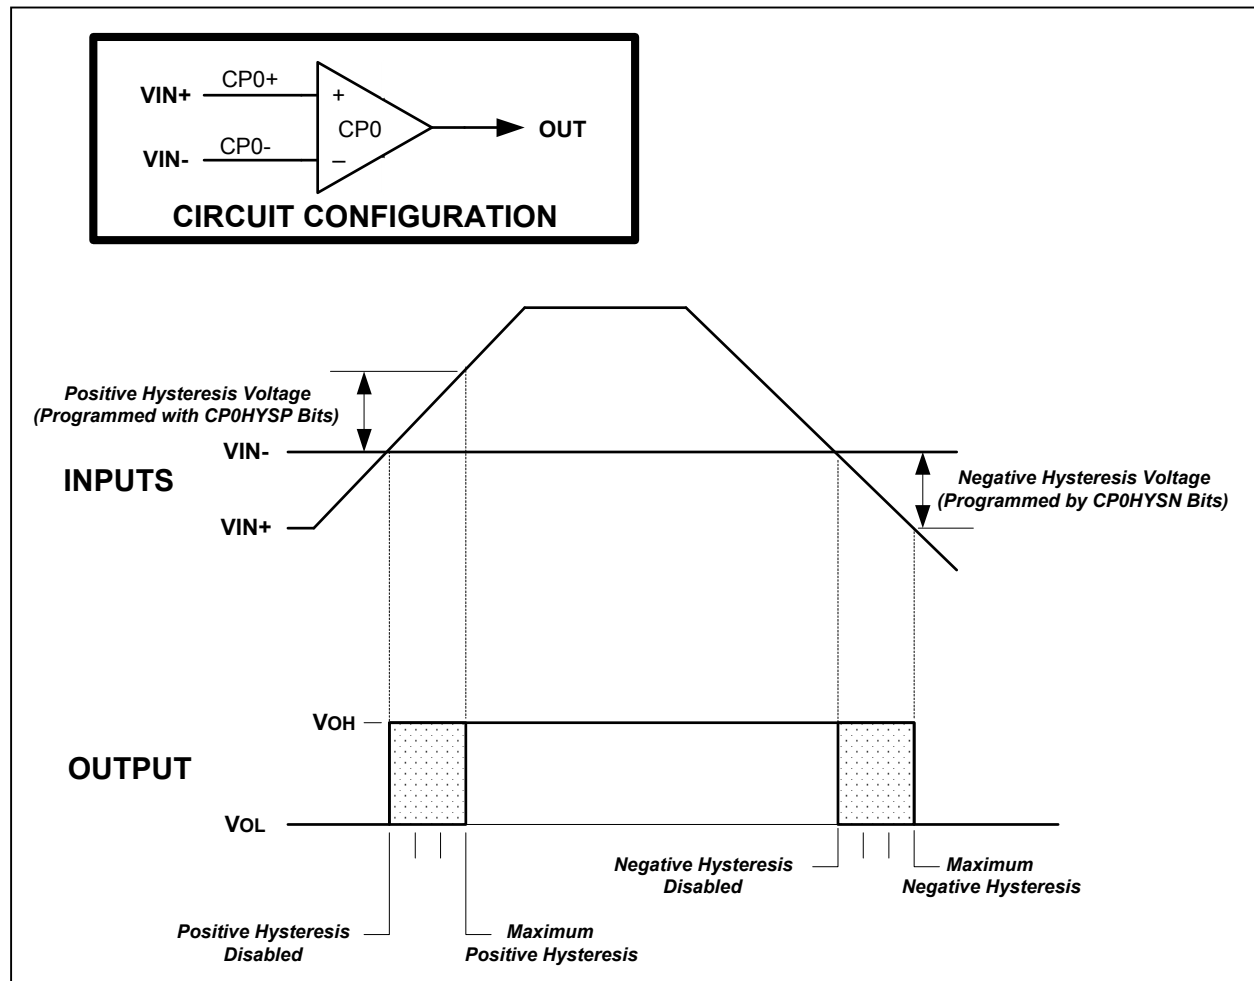 VIN+
CP0+
+
CP0
OUT
VIN-
CP0-
–
CIRCUIT CONFIGURATION
Positive Hysteresis Voltage
(Programmed with CP0HYSP Bits)
VIN-
INPUTS
VIN+
Negative Hysteresis Voltage
(Programmed by CP0HYSN Bits)
VOH
OUTPUT
VOL
Negative Hysteresis
Disabled
Maximum
Negative Hysteresis
Positive Hysteresis
Disabled
Maximum
Positive Hysteresis